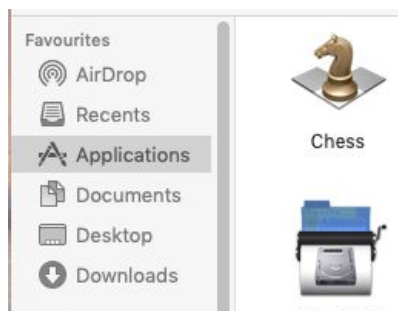 Favourites
AirDrop
Recents
Applications
Documents
Desktop
Downloads
Chess